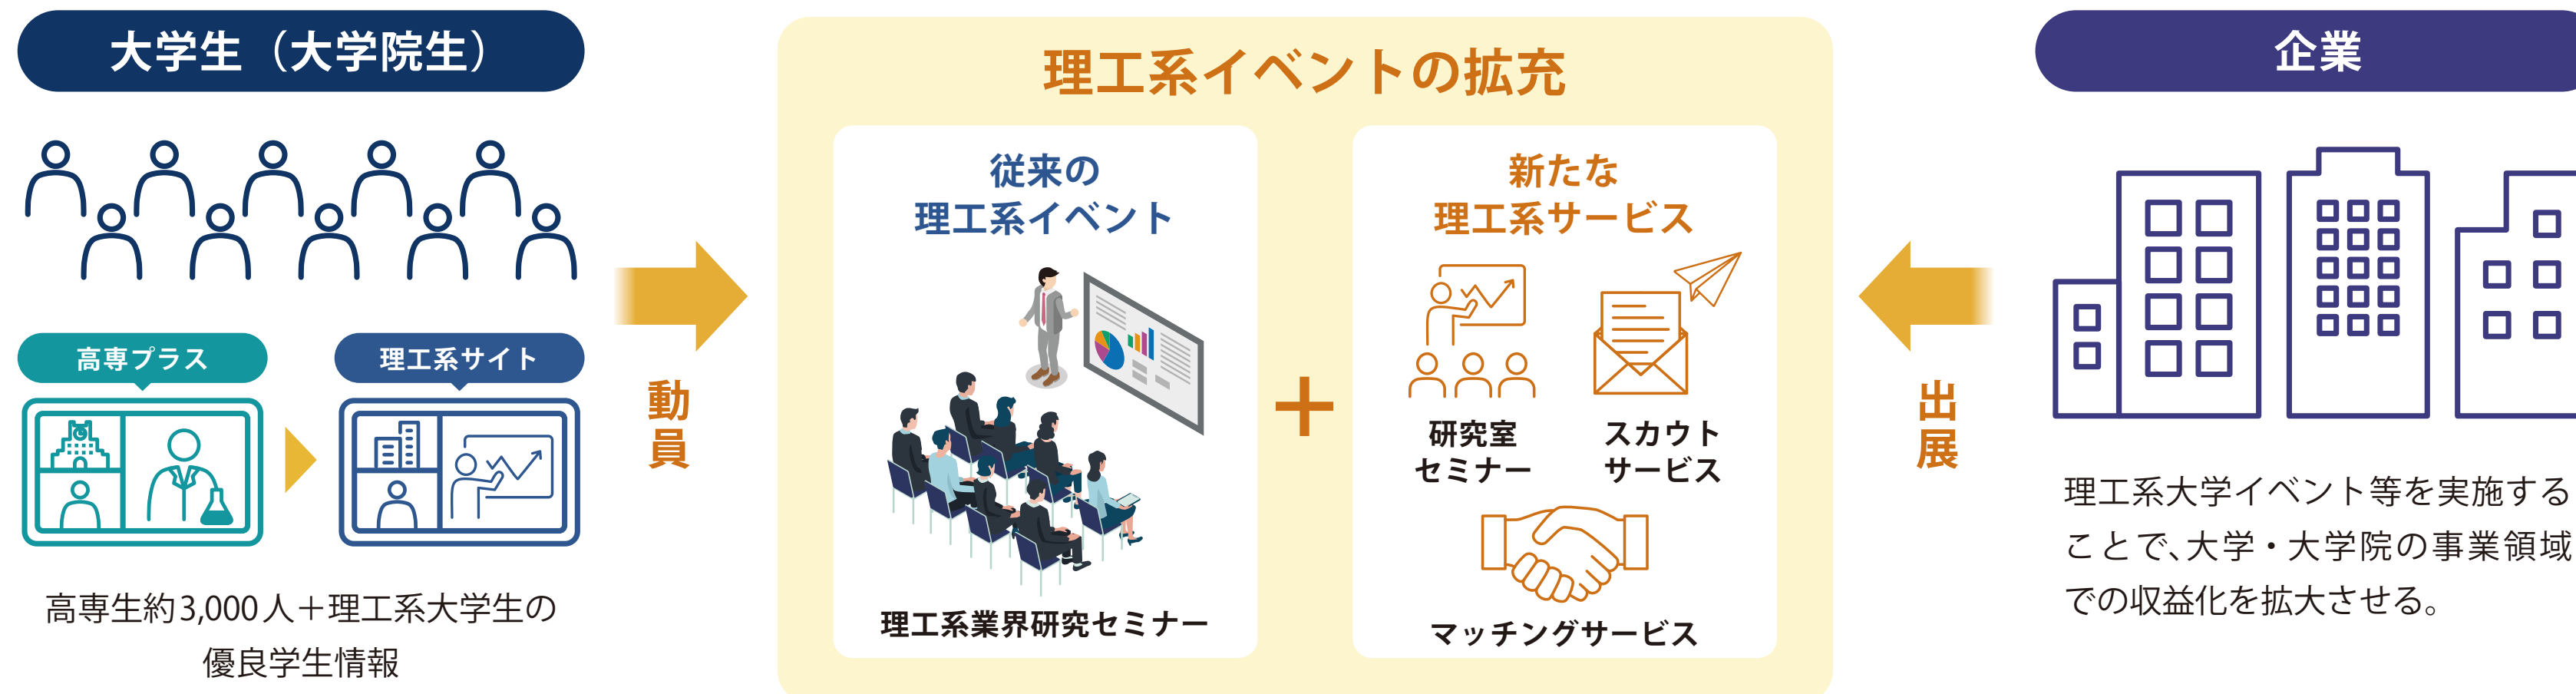 大学生（大学院生）
高専プラス
理工系サイト
高専生約3,000人＋理工系大学生の
優良学生情報
動員
理工系イベントの拡充
従来の
理工系イベント
理工系業界研究セミナー
＋
新たな
理工系サービス
研究室
セミナー
スカウト
サービス
マッチングサービス
出展
企業
理工系大学イベント等を実施する
ことで、大学・大学院の事業領域
での収益化を拡大させる。